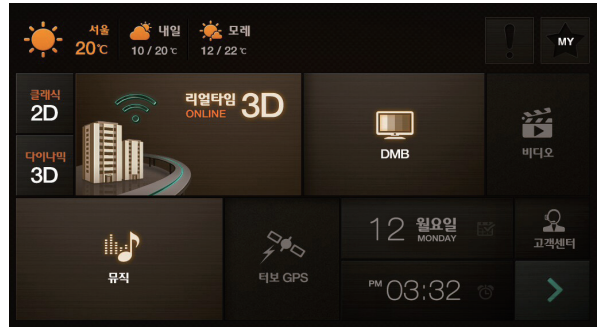 서울
20℃
내일
10 / 20 ℃
모레
12 / 22 ℃
MY
클래식
2D
다이나믹
3D
리얼타임 3D
ONLINE
DMB
비디오
뮤직
터보 GPS
12 월요일
MONDAY
고객센터
PM 03:32